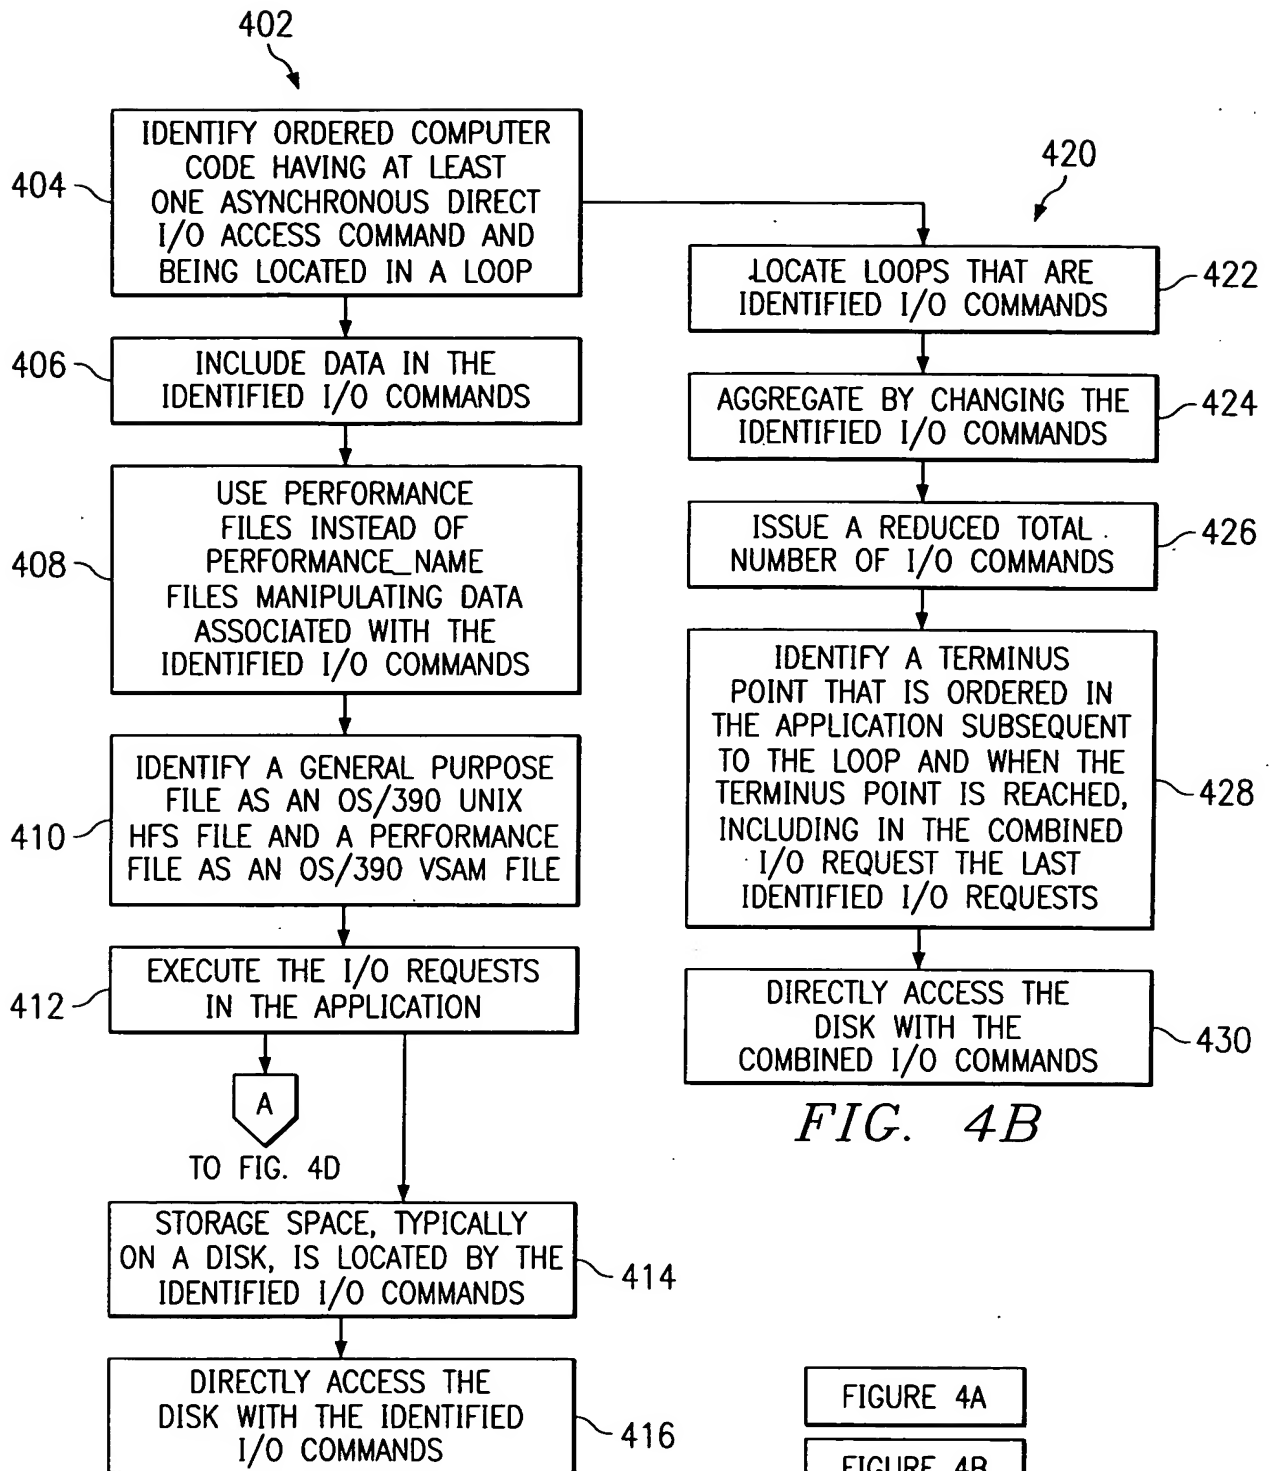 402
404
IDENTIFY ORDERED COMPUTER
CODE HAVING AT LEAST
ONE ASYNCHRONOUS DIRECT
I/O ACCESS COMMAND AND
BEING LOCATED IN A LOOP
406
INCLUDE DATA IN THE
IDENTIFIED I/O COMMANDS
408
USE PERFORMANCE
FILES INSTEAD OF
PERFORMANCE_NAME
FILES MANIPULATING DATA
ASSOCIATED WITH THE
IDENTIFIED I/O COMMANDS
410
IDENTIFY A GENERAL PURPOSE
FILE AS AN OS/390 UNIX
HFS FILE AND A PERFORMANCE
FILE AS AN OS/390 VSAM FILE
412
EXECUTE THE I/O REQUESTS
IN THE APPLICATION
A
TO FIG. 4D
STORAGE SPACE, TYPICALLY
ON A DISK, IS LOCATED BY THE
IDENTIFIED I/O COMMANDS
414
DIRECTLY ACCESS THE
DISK WITH THE IDENTIFIED
I/O COMMANDS
416
420
LOCATE LOOPS THAT ARE
IDENTIFIED I/O COMMANDS
422
AGGREGATE BY CHANGING THE
IDENTIFIED I/O COMMANDS
424
ISSUE A REDUCED TOTAL
NUMBER OF I/O COMMANDS
426
IDENTIFY A TERMINUS
POINT THAT IS ORDERED IN
THE APPLICATION SUBSEQUENT
TO THE LOOP AND WHEN THE
TERMINUS POINT IS REACHED,
INCLUDING IN THE COMBINED
I/O REQUEST THE LAST
IDENTIFIED I/O REQUESTS
428
DIRECTLY ACCESS THE
DISK WITH THE
COMBINED I/O COMMANDS
430
FIG. 4B
FIGURE 4A
FIGURE 4B